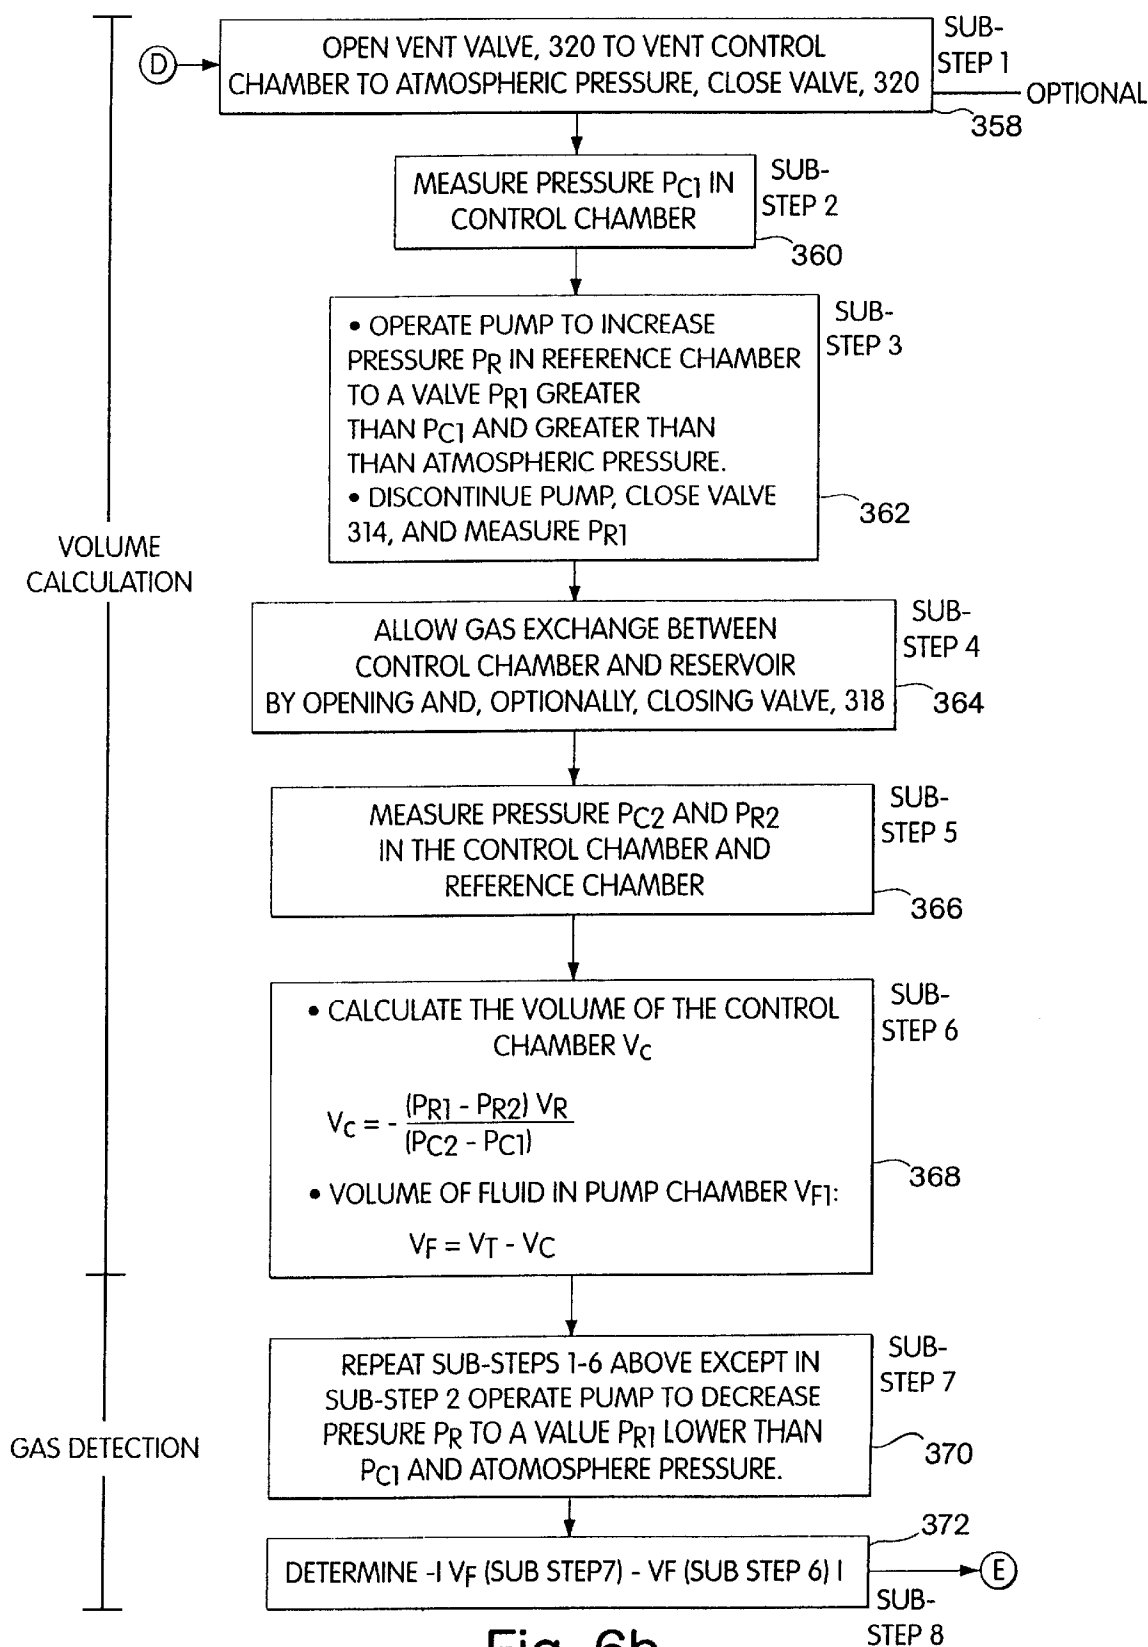 D
OPEN VENT VALVE, 320 TO VENT CONTROL
CHAMBER TO ATMOSPHERIC PRESSURE, CLOSE VALVE, 320
SUB-
STEP 1
OPTIONAL
358
MEASURE PRESSURE PC1 IN
CONTROL CHAMBER
SUB-
STEP 2
360
• OPERATE PUMP TO INCREASE
PRESSURE PR IN REFERENCE CHAMBER
TO A VALVE PR1 GREATER
THAN PC1 AND GREATER THAN
THAN ATMOSPHERIC PRESSURE.
• DISCONTINUE PUMP, CLOSE VALVE
314, AND MEASURE PR1
SUB-
STEP 3
362
VOLUME
CALCULATION
ALLOW GAS EXCHANGE BETWEEN
CONTROL CHAMBER AND RESERVOIR
BY OPENING AND, OPTIONALLY, CLOSING VALVE, 318
SUB-
STEP 4
364
MEASURE PRESSURE PC2 AND PR2
IN THE CONTROL CHAMBER AND
REFERENCE CHAMBER
SUB-
STEP 5
366
• CALCULATE THE VOLUME OF THE CONTROL
CHAMBER VC
VC = - (PR1 - PR2) VR
(PC2 - PC1)
• VOLUME OF FLUID IN PUMP CHAMBER VF1:
VF = VT - VC
SUB-
STEP 6
368
GAS DETECTION
REPEAT SUB-STEPS 1-6 ABOVE EXCEPT IN
SUB-STEP 2 OPERATE PUMP TO DECREASE
PRESURE PR TO A VALUE PR1 LOWER THAN
PC1 AND ATOMOSPHERE PRESSURE.
SUB-
STEP 7
370
DETERMINE -I VF (SUB STEP7) - VF (SUB STEP 6) I
372
E
SUB-
STEP 8
Fig. 6b